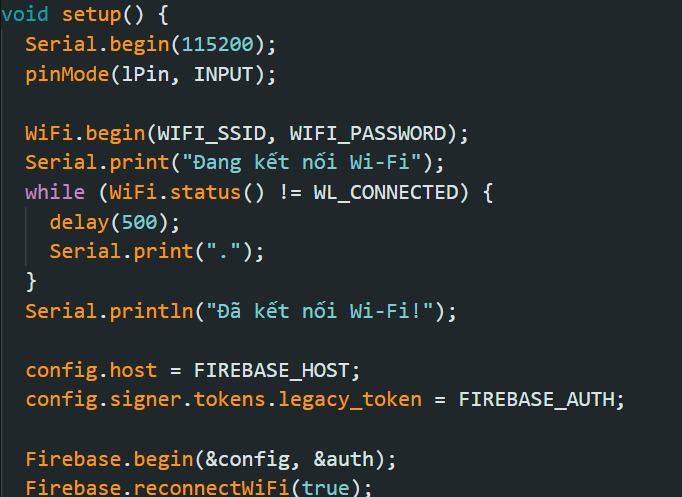 void setup() {
  Serial.begin(115200);
  pinMode(lPin, INPUT);

  WiFi.begin(WIFI_SSID, WIFI_PASSWORD);
  Serial.print("Đang kết nối Wi-Fi");
  while (WiFi.status() != WL_CONNECTED) {
    delay(500);
    Serial.print(".");
  }
  Serial.println("Đã kết nối Wi-Fi!");

  config.host = FIREBASE_HOST;
  config.signer.tokens.legacy_token = FIREBASE_AUTH;

  Firebase.begin(&config, &auth);
  Firebase.reconnectWiFi(true);